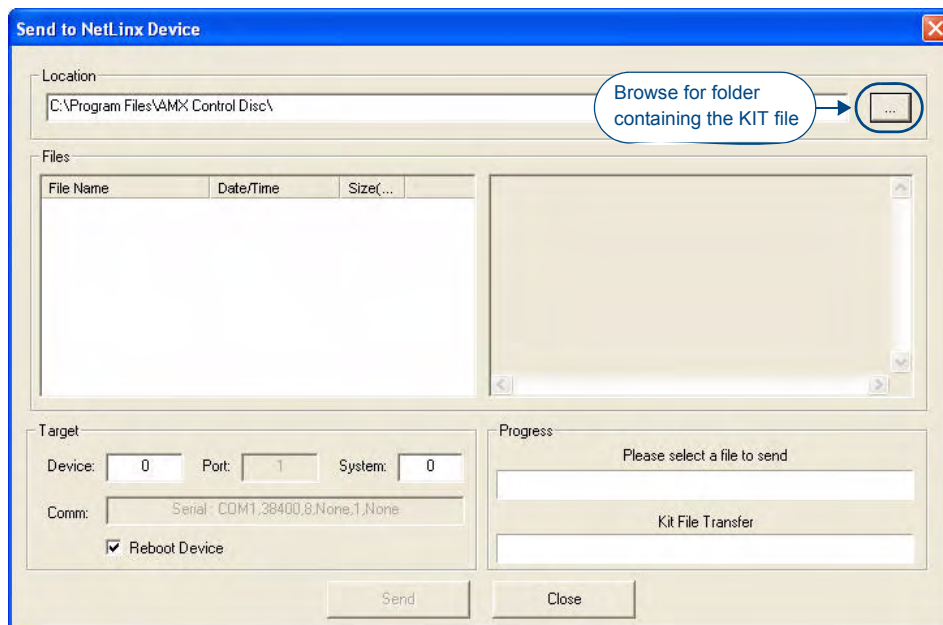 Send to NetLinx Device
Location
C:\Program Files\AMX Control Disc\
Browse for folder
containing the KIT file
...
Files
File Name Date/Time Size(...
Target
Device: 0 Port: 1 System: 0
Comm: Serial : COM1,38400,8,None,1,None
Reboot Device
Progress
Please select a file to send
Kit File Transfer
Send Close